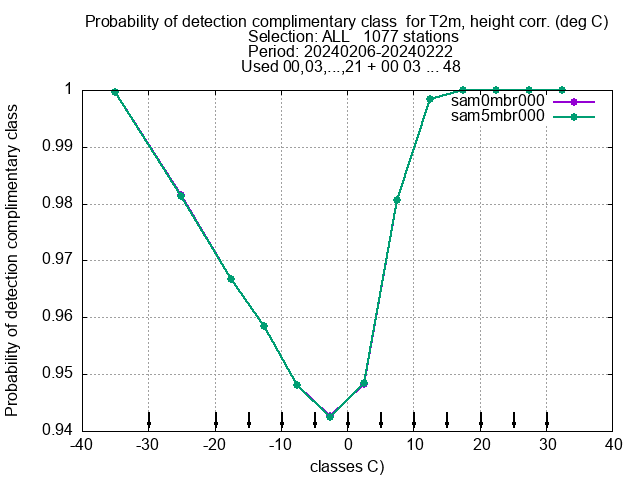 Probability of detection complimentary class  for T2m, height corr. (deg C)
Selection: ALL   1077 stations
Period: 20240206-20240222
Used 00,03,...,21 + 00 03 ... 48
sam0mbr000
sam5mbr000
Probability of detection complimentary class
1
0.99
0.98
0.97
0.96
0.95
0.94
-40 -30 -20 -10 0 10 20 30 40
classes C)